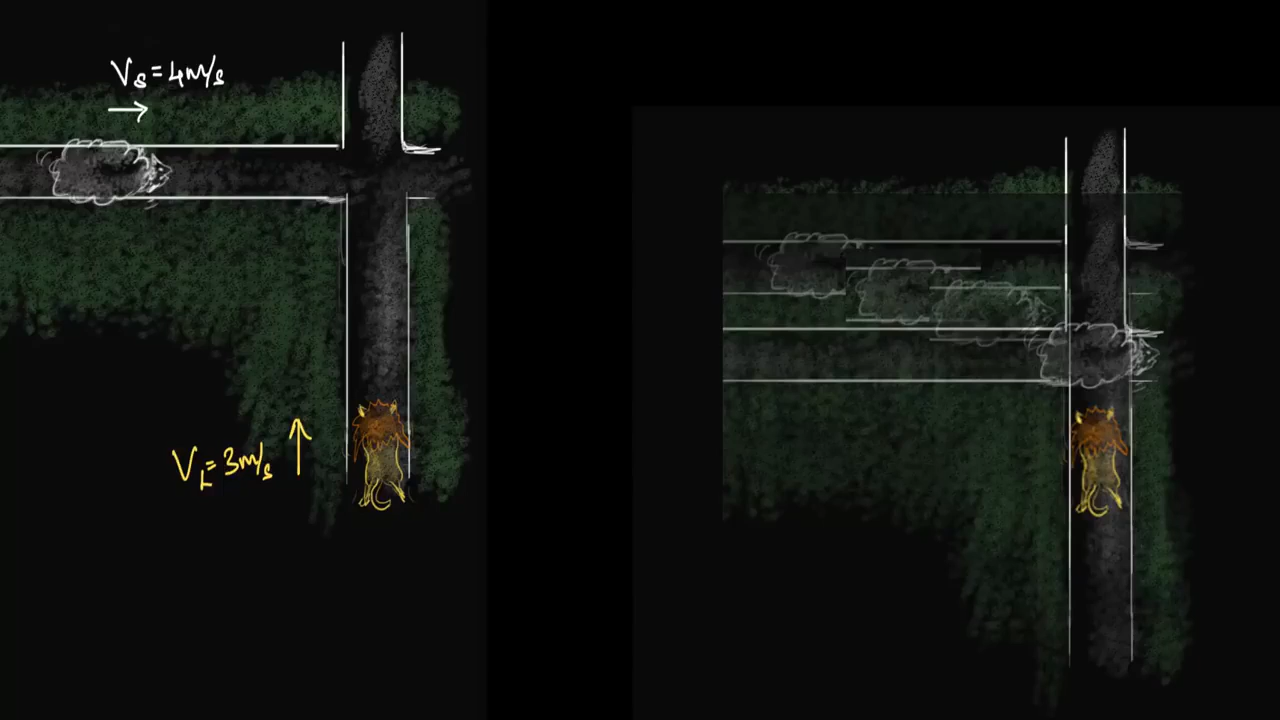 Vs = 4m/s
VL = 3m/s